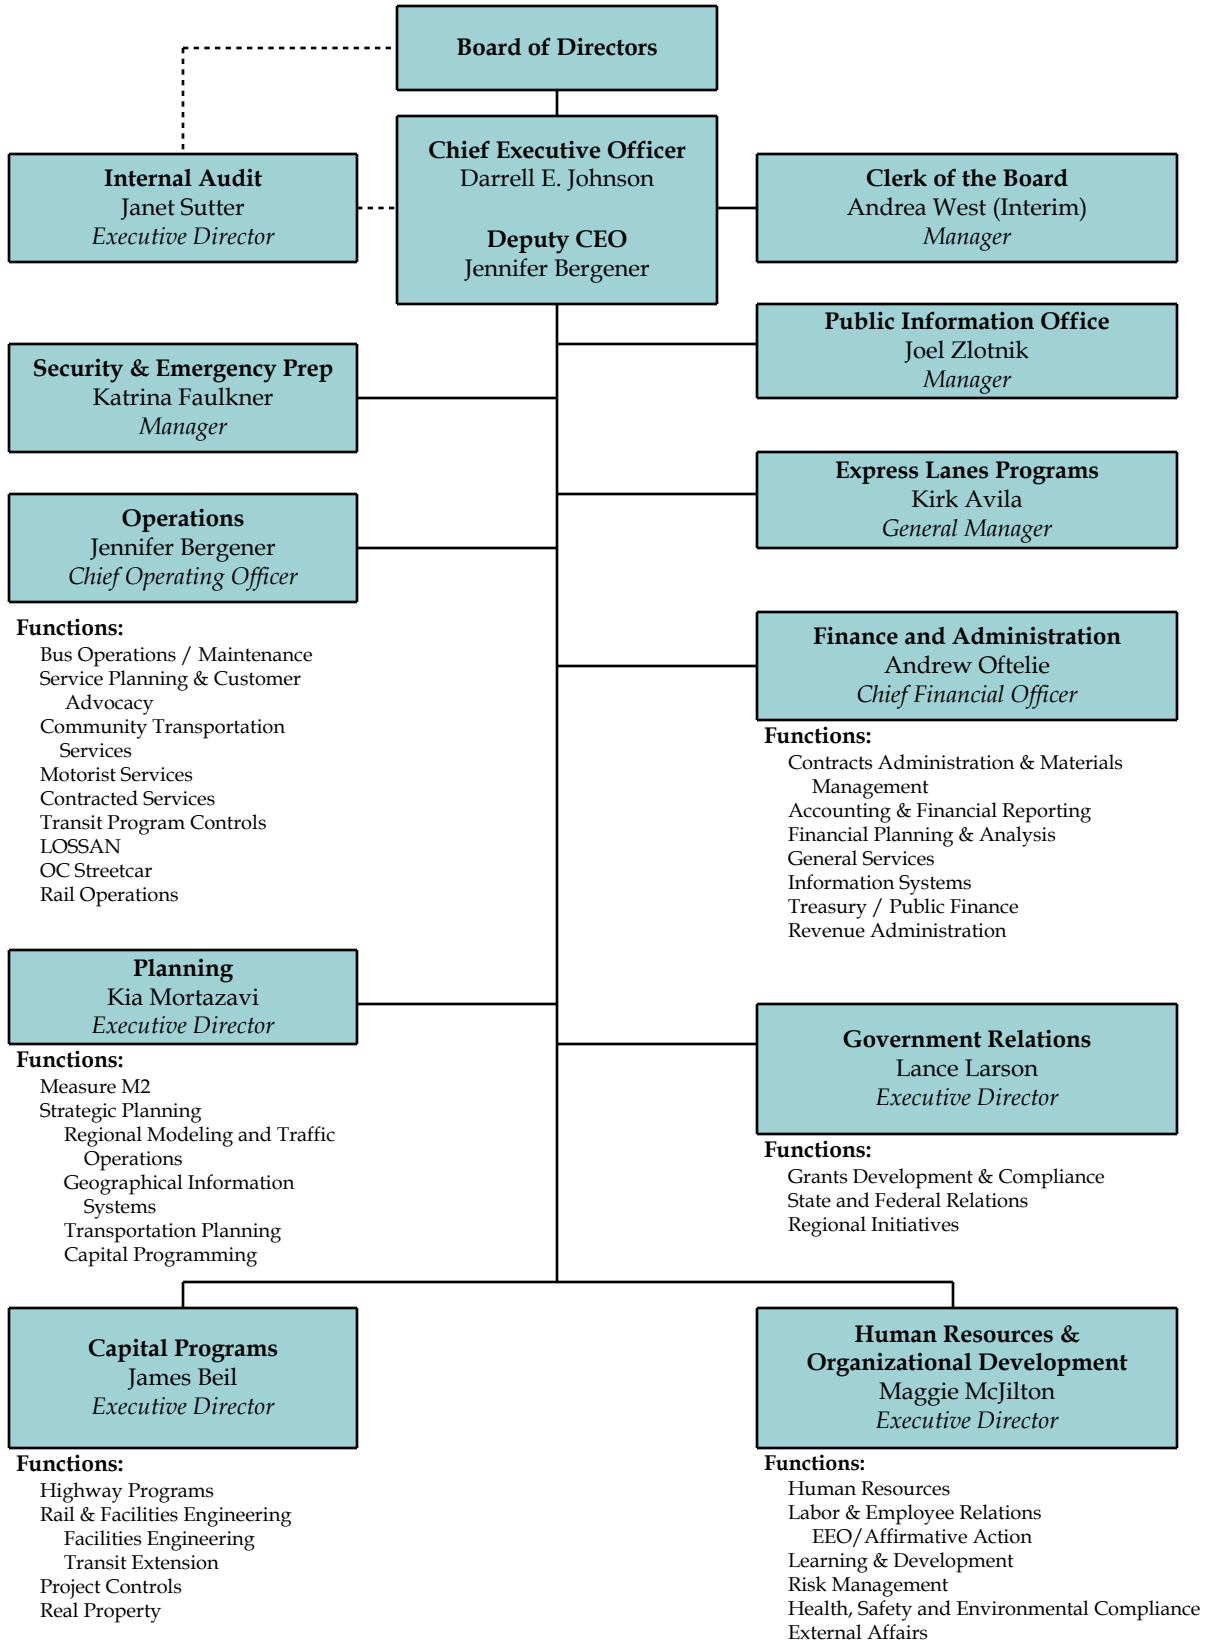 Board of Directors
Chief Executive Officer
Darrell E. Johnson
Deputy CEO
Jennifer Bergener
Internal Audit
Janet Sutter
Executive Director
Clerk of the Board
Andrea West (Interim)
Manager
Public Information Office
Joel Zlotnik
Manager
Security & Emergency Prep
Katrina Faulkner
Manager
Express Lanes Programs
Kirk Avila
General Manager
Operations
Jennifer Bergener
Chief Operating Officer
Functions:
Bus Operations / Maintenance
Service Planning & Customer
Advocacy
Community Transportation
Services
Motorist Services
Contracted Services
Transit Program Controls
LOSSAN
OC Streetcar
Rail Operations
Finance and Administration
Andrew Oftelie
Chief Financial Officer
Functions:
Contracts Administration & Materials
Management
Accounting & Financial Reporting
Financial Planning & Analysis
General Services
Information Systems
Treasury / Public Finance
Revenue Administration
Planning
Kia Mortazavi
Executive Director
Functions:
Measure M2
Strategic Planning
Regional Modeling and Traffic
Operations
Geographical Information
Systems
Transportation Planning
Capital Programming
Government Relations
Lance Larson
Executive Director
Functions:
Grants Development & Compliance
State and Federal Relations
Regional Initiatives
Capital Programs
James Beil
Executive Director
Functions:
Highway Programs
Rail & Facilities Engineering
Facilities Engineering
Transit Extension
Project Controls
Real Property
Human Resources &
Organizational Development
Maggie McJilton
Executive Director
Functions:
Human Resources
Labor & Employee Relations
EEO/Affirmative Action
Learning & Development
Risk Management
Health, Safety and Environmental Compliance
External Affairs